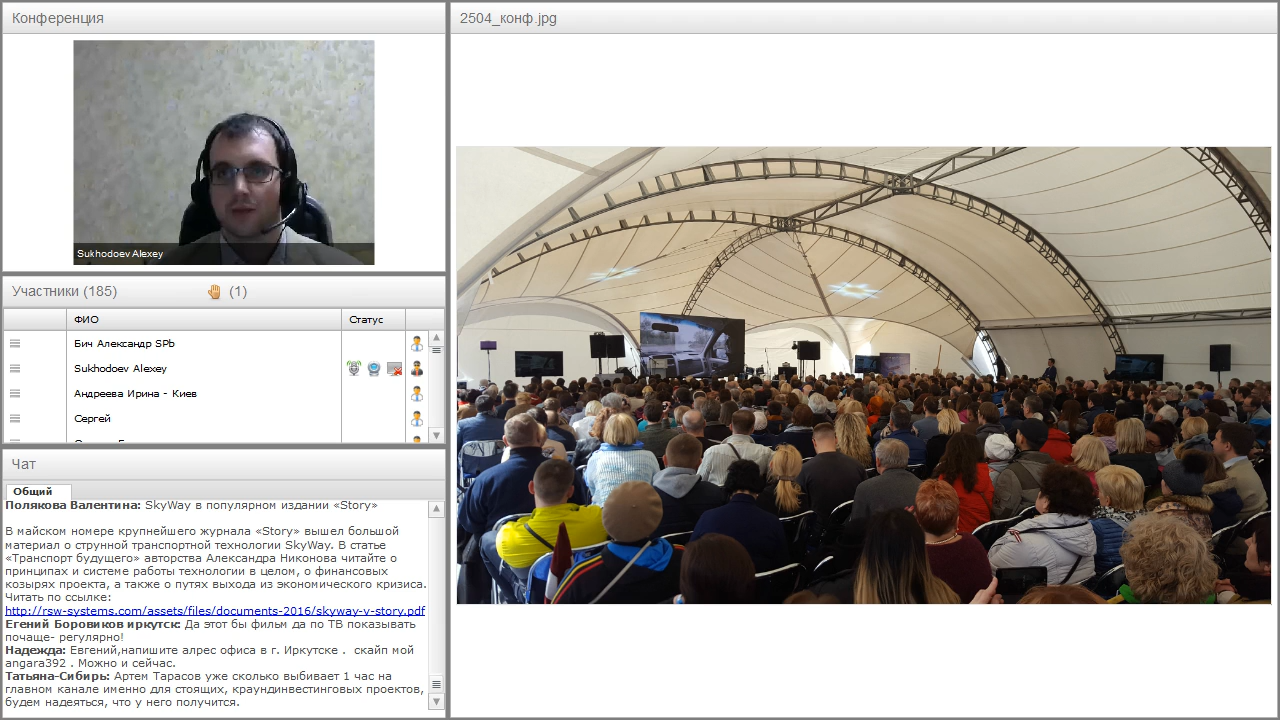 Конференция
2504_конф.jpg
Sukhodoev Alexey
Участники (185)
(1)
ФИО
Статус
Бич Александр SPb
Sukhodoev Alexey
Андреева Ирина - Киев
Сергей
Чат
Общий
Полякова Валентина: SkyWay в популярном издании «Story»
В майском номере крупнейшего журнала «Story» вышел большой
материал о струнной транспортной технологии SkyWay. В статье
«Транспорт будущего» авторства Александра Никонова читайте о
принципах и системе работы технологии в целом, о финансовых
козырях проекта, а также о путях выхода из экономического кризиса.
Читать по ссылке:
http://rsw-systems.com/assets/files/documents-2016/skyway-v-story.pdf
Егений Боровиков иркутск: Да этот бы фильм да по ТВ показывать
почаще- регулярно!
Надежда: Евгений,напишите алрес офиса в г. Иркутске . скайп мой
angara392 . Можно и сейчас.
Татьяна-Сибирь: Артем Тарасов уже сколько выбивает 1 час на
главном канале именно для стоящих, краундинвестинговых проектов,
будем надеяться, что у него получится.